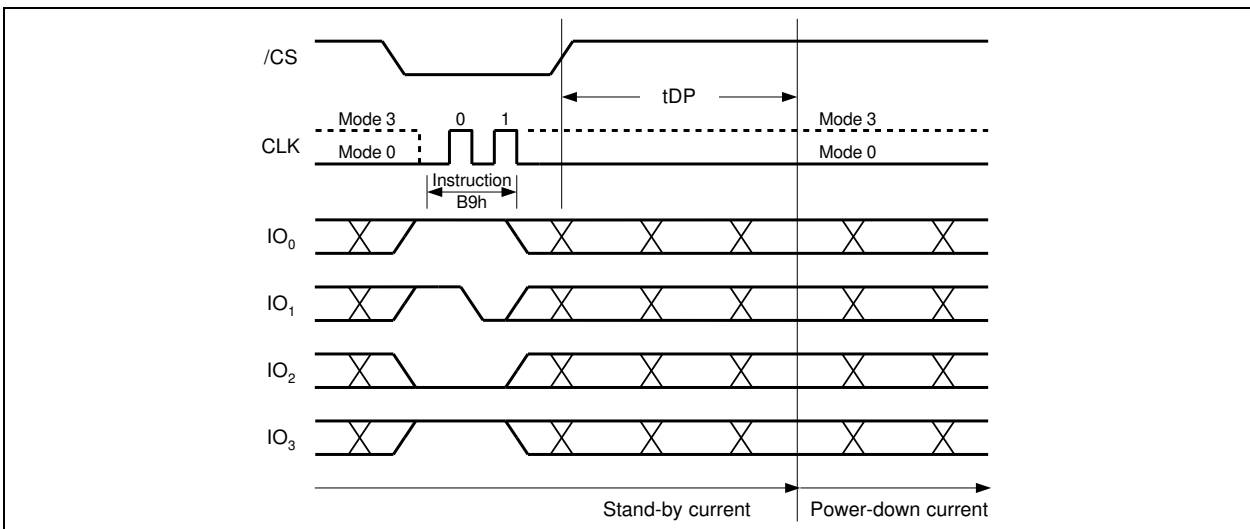 /CS
tDP
Mode 3 0 1 Mode 3
CLK
Mode 0 Mode 0
Instruction
B9h
IO0
IO1
IO2
IO3
Stand-by current Power-down current